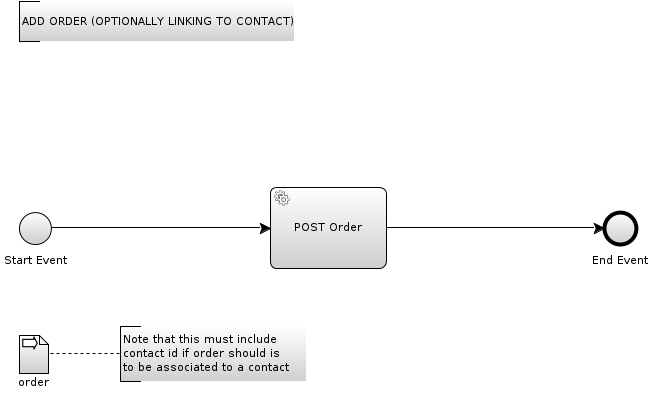 ADD ORDER (OPTIONALLY LINKING TO CONTACT)
POST Order
Start Event
End Event
Note that this must include
contact id if order should is
to be associated to a contact
order